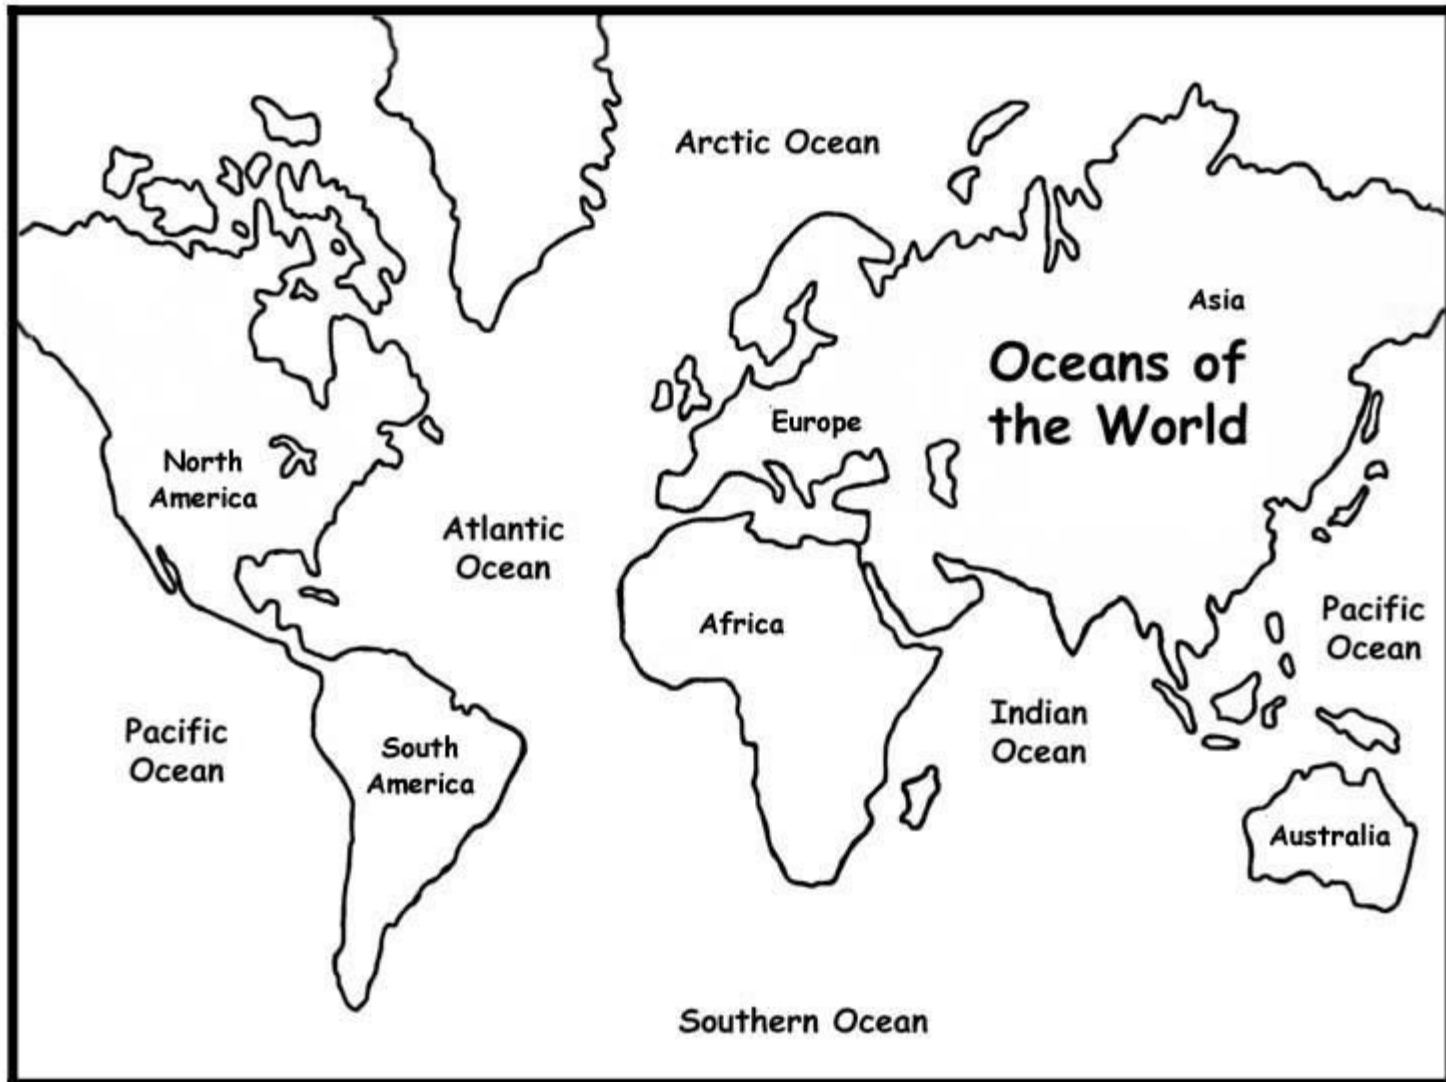 Arctic Ocean
Asia
Oceans of
the World
Europe
North
America
Atlantic
Ocean
Africa
Pacific
Ocean
Indian
Ocean
Pacific
Ocean
South
America
Australia
Southern Ocean